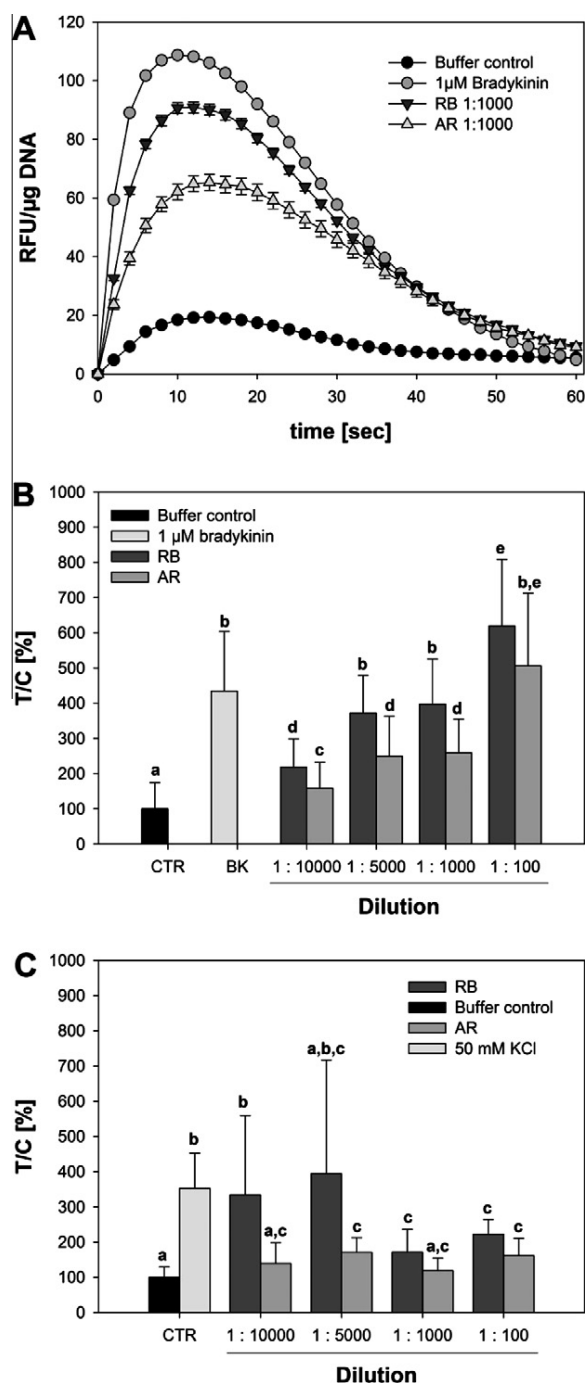 A
120
100
80
60
40
20
0
RFU/µg DNA
Buffer control
1µM Bradykinin
RB 1:1000
AR 1:1000
0 10 20 30 40 50 60
time [sec]
B
1000
900
800
700
600
500
400
300
200
100
0
T/C [%]
Buffer control
1 µM bradykinin
RB
AR
a b d c b d b d e b,e
CTR BK 1 : 10000 1 : 5000 1 : 1000 1 : 100
Dilution
C
1000
900
800
700
600
500
400
300
200
100
0
T/C [%]
RB
Buffer control
AR
50 mM KCl
a b b a,c a,b,c c c a,c c c
CTR 1 : 10000 1 : 5000 1 : 1000 1 : 100
Dilution